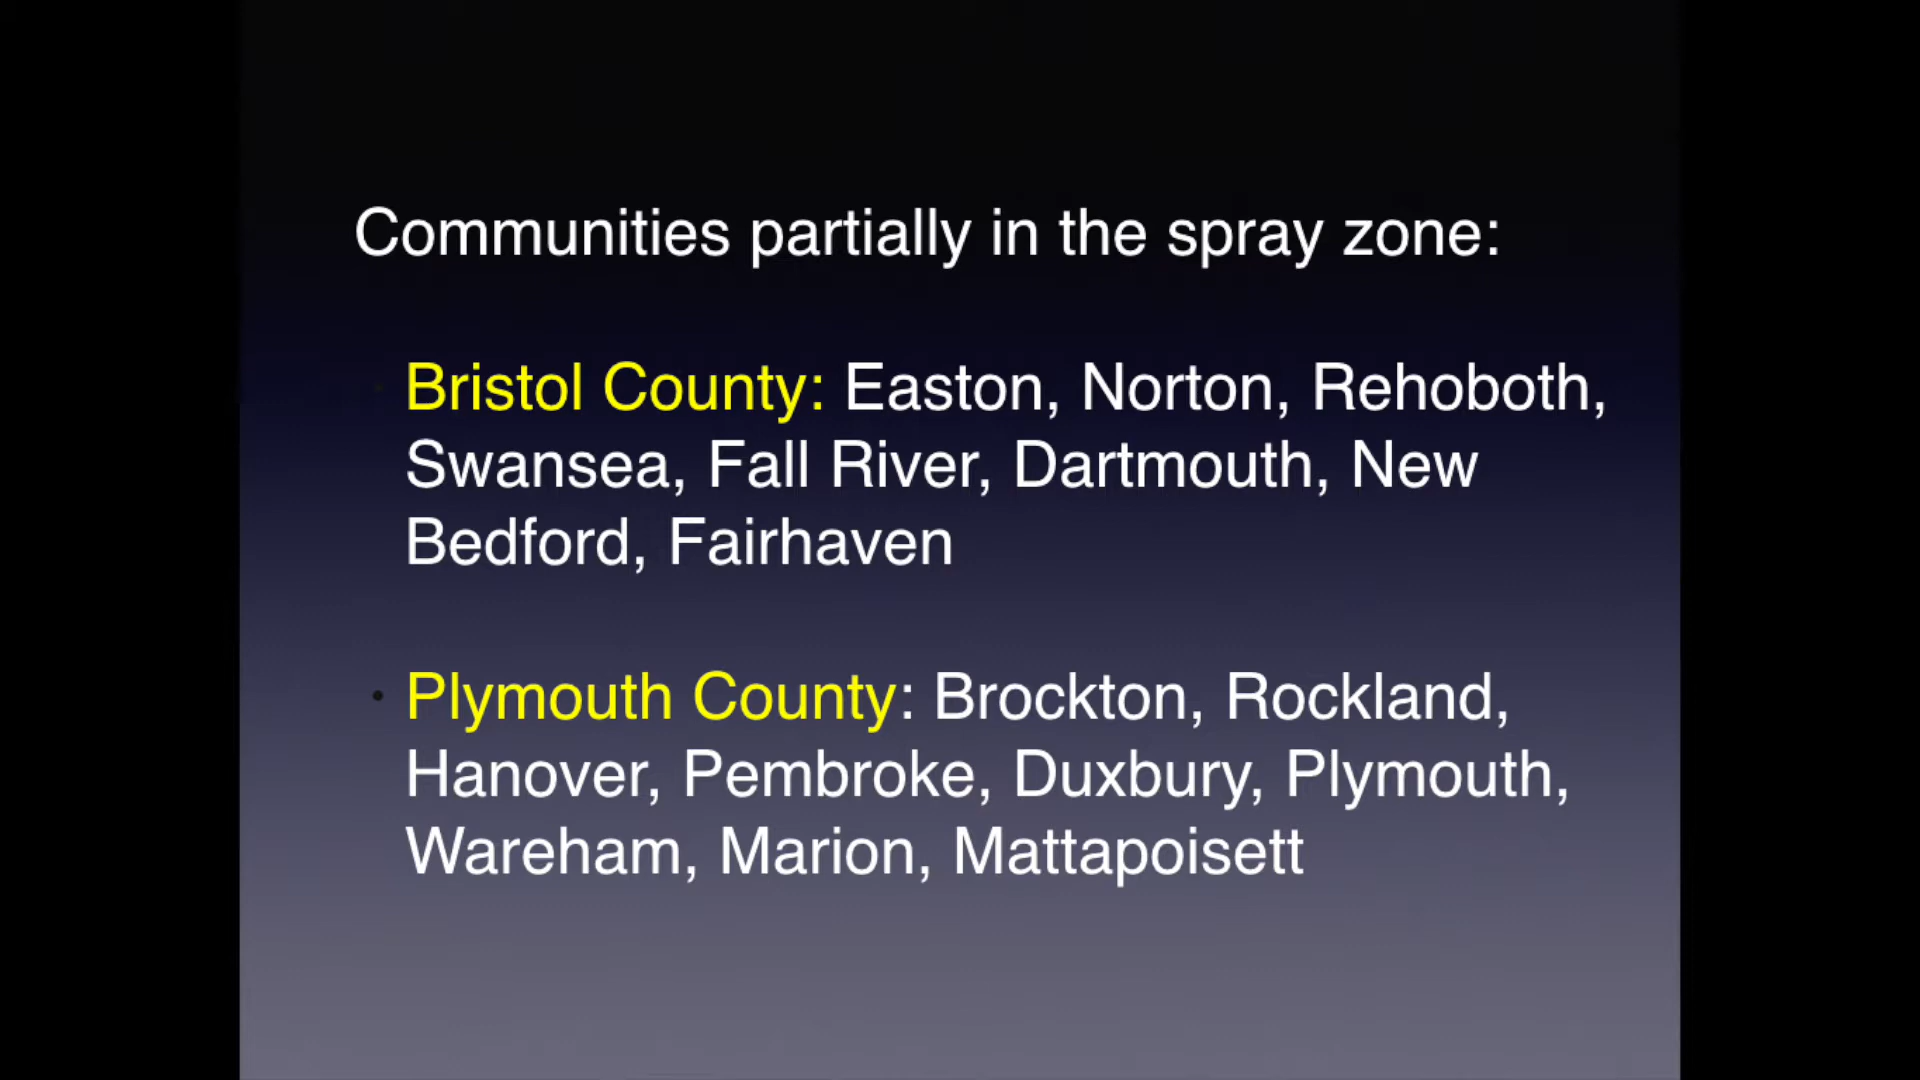 Communities partially in the spray zone:
Bristol County: Easton, Norton, Rehoboth,
Swansea, Fall River, Dartmouth, New
Bedford, Fairhaven
• Plymouth County: Brockton, Rockland,
Hanover, Pembroke, Duxbury, Plymouth,
Wareham, Marion, Mattapoisett